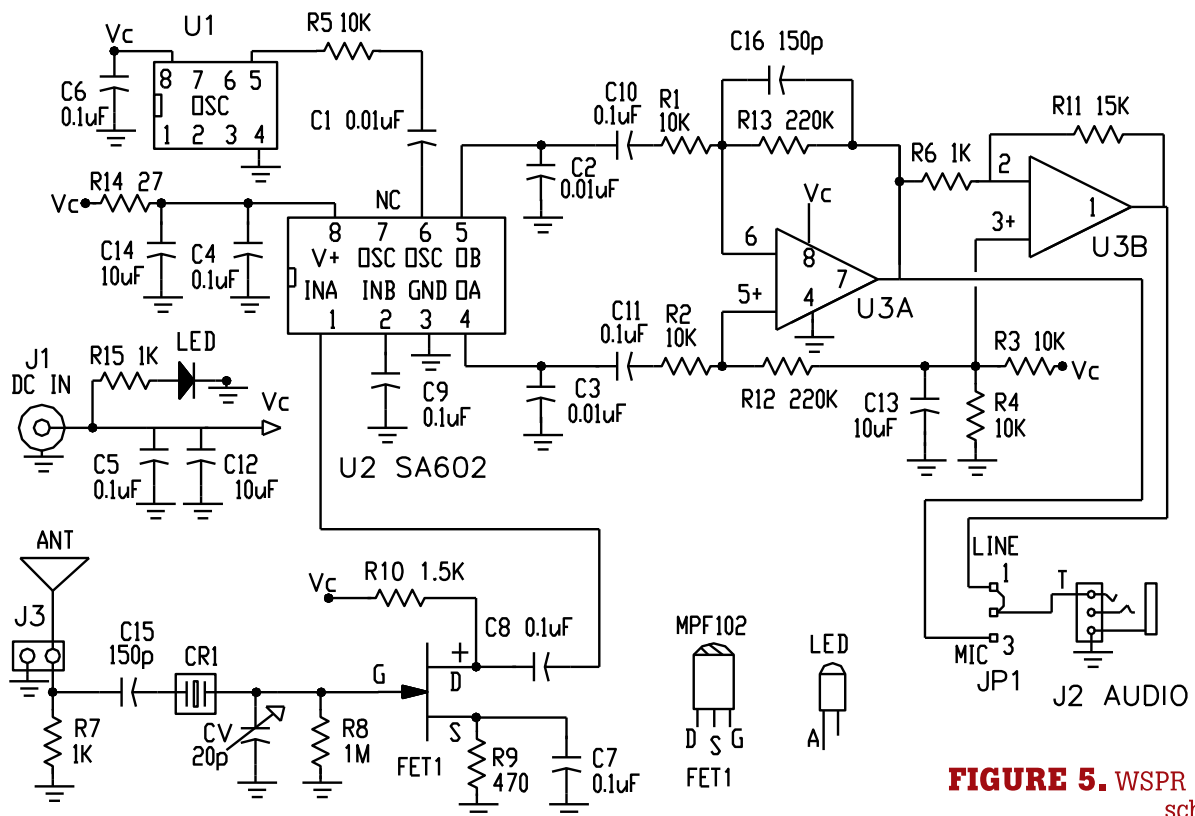 U1
Vc
C6
0.1uF
8 7 6 5
OSC
1 2 3 4
R5 10K
C1 0.01uF
R14 27
Vc
C14
10uF
C4
0.1uF
NC
8 7 6 5
V+ OSC OSC OB
INA INB GND OA
1 2 3 4
U2 SA602
C9
0.1uF
C2
0.01uF
C10
0.1uF
R1
10K
C16 150p
R13 220K
R6 1K
R11 15K
2
3+
1
U3B
Vc
6
5+
8
4
7
U3A
C11
0.1uF
R2
10K
C3
0.01uF
R12 220K
C13
10uF
R3 10K
Vc
R4
10K
J1
DC IN
R15 1K
LED
Vc
C5
0.1uF
C12
10uF
ANT
J3
C15
150p
CR1
R7
1K
CV
20p
R8
1M
Vc
R10 1.5K
C8 0.1uF
G
+
D
S
FET1
R9
470
C7
0.1uF
MPF102
D S G
FET1
LED
A
LINE
1
MIC
3
JP1
T
J2 AUDIO
FIGURE 5. WSPR
sch